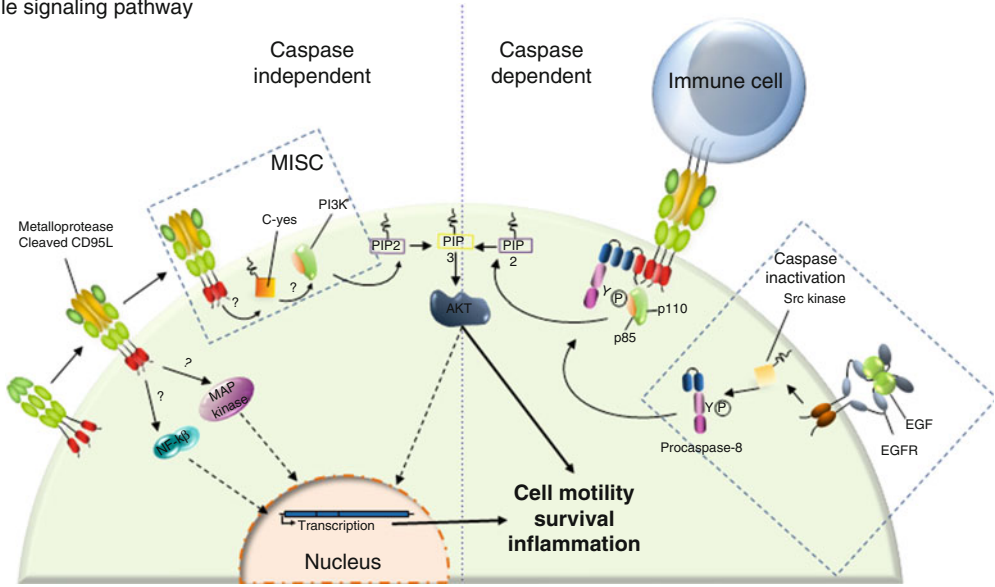 le signaling pathway
Caspase
independent
Caspase
dependent
Immune cell
MISC
PI3K
C-yes
Metalloprotease
Cleaved CD95L
PIP2
PIP
3
PIP
2
?
?
AKT
Y
P
p110
p85
Caspase
inactivation
Src kinase
?
?
MAP
kinase
NF-kβ
Y
P
Procaspase-8
EGF
EGFR
Cell motility
survival
inflammation
Transcription
Nucleus